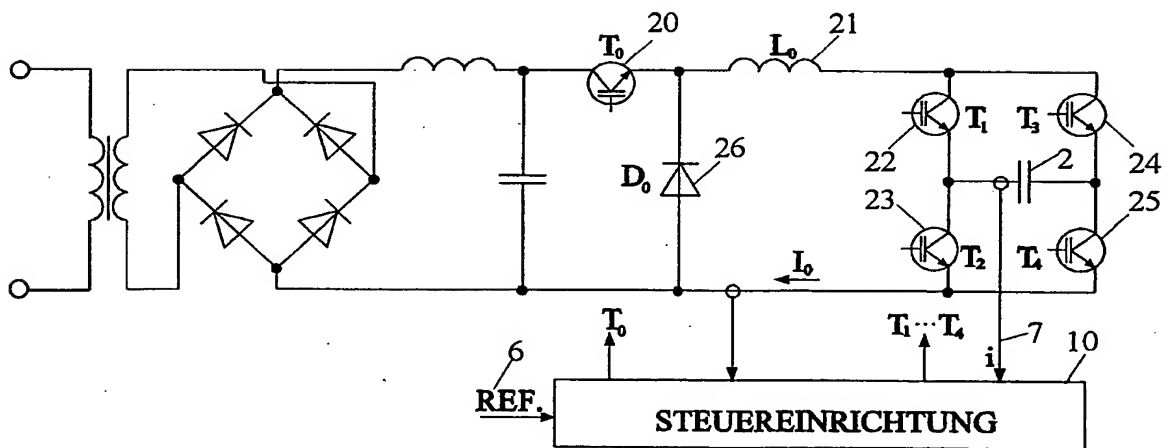 20
21
T₀
L₀
T₁
T₃
22
24
26
2
D₀
23
25
T₂
T₄
I₀
T₀
T₁...T₄
7
6
i
10
REF.
STEUEREINRICHTUNG